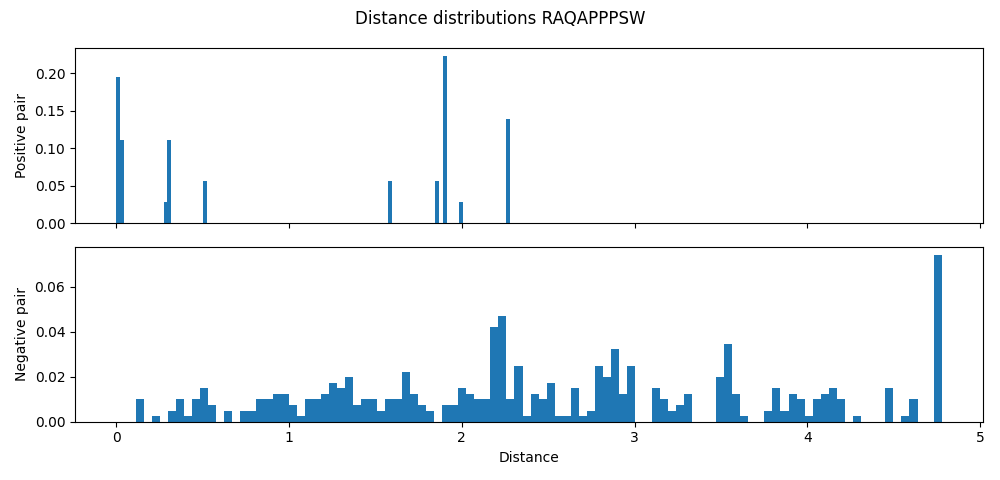 Distance distributions RAQAPPPSW
Positive pair
0.20
0.15
0.10
0.05
0.00
Negative pair
0.06
0.04
0.02
0.00
0 1 2 3 4 5
Distance